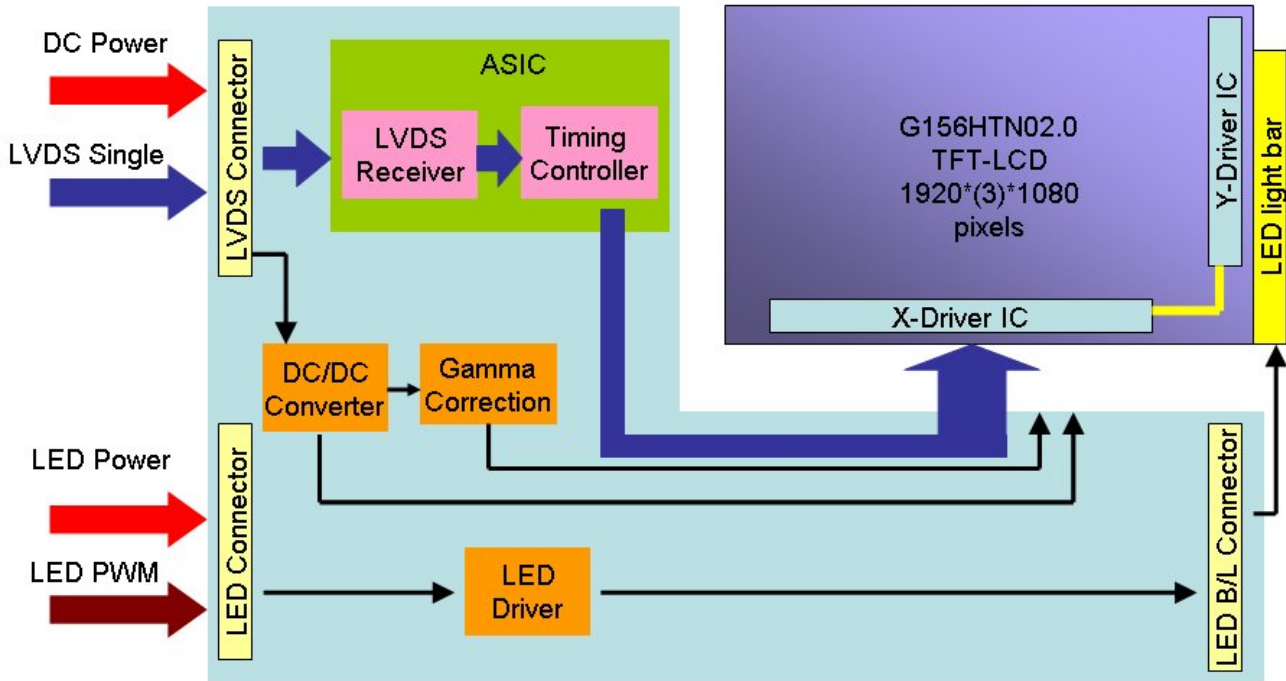 DC Power
LVDS Single
LVDS Connector
ASIC
LVDS
Receiver
Timing
Controller
G156HTN02.0
TFT-LCD
1920*(3)*1080
pixels
Y-Driver IC
LED light bar
X-Driver IC
DC/DC
Converter
Gamma
Correction
LED Power
LED PWM
LED Connector
LED
Driver
LED B/L Connector